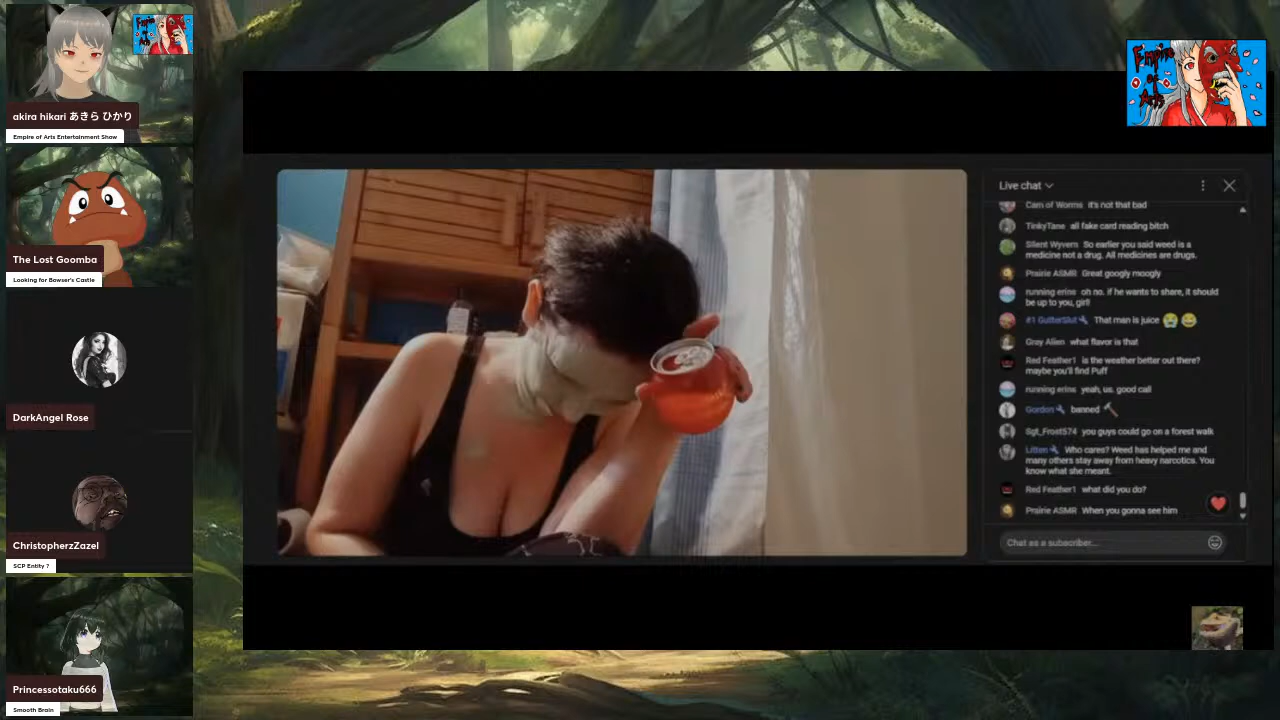 akira hikari あきら ひかり
Empire of Arts Entertainment Show
The Lost Goomba
Looking for Bowser's Castle
DarkAngel Rose
ChristopherzZazel
SCP Entity ?
Princessotaku666
Smooth Brain
Empire
of
Arts
Live chat
Cam of Worms it's not that bad
TinkyTane all fake card reading bitch
Silent Wyvern So earlier you said weed is a
medicine not a drug. All medicines are drugs.
Prairie ASMR Great googly moogly
running erins oh no. if he wants to share, it should
be up to you, girl!
#1 GutterSlut That man is juice 😭 😂
Gray Alien what flavor is that
Red Feather1 is the weather better out there?
maybe you'll find Puff
running erins yeah, us. good call
Gordon banned
Sgt_Frost574 you guys could go on a forest walk
Litten Who cares? Weed has helped me and
many others stay away from heavy narcotics. You
know what she meant.
Red Feather1 what did you do?
Prairie ASMR When you gonna see him
Chat as a subscriber...